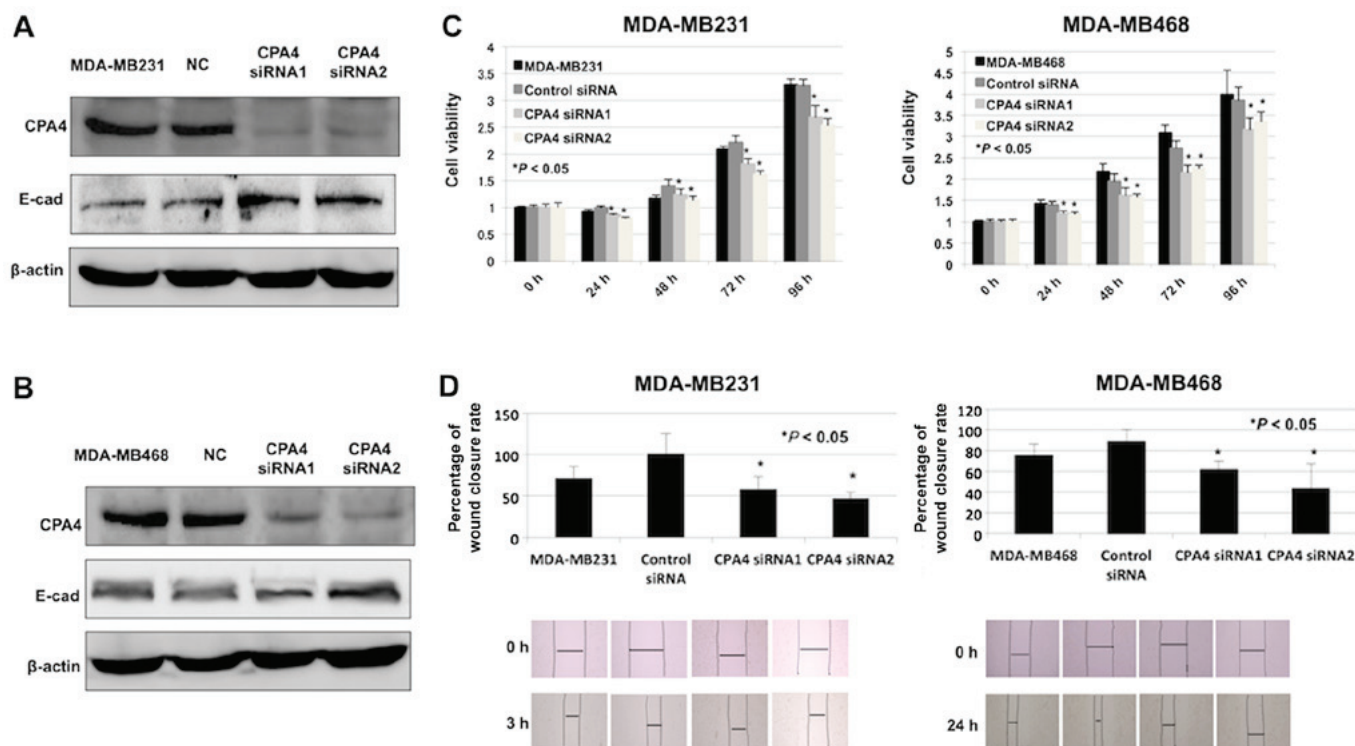 A
MDA-MB231 NC CPA4 siRNA1 CPA4 siRNA2
CPA4
E-cad
β-actin
B
MDA-MB468 NC CPA4 siRNA1 CPA4 siRNA2
CPA4
E-cad
β-actin
C
MDA-MB231
Cell viability
4
3.5
3
2.5
2
1.5
1
0.5
0
MDA-MB231
Control siRNA
CPA4 siRNA1
CPA4 siRNA2
*P < 0.05
* * * * * * * *
0 h 24 h 48 h 72 h 96 h
MDA-MB468
Cell viability
5
4.5
4
3.5
3
2.5
2
1.5
1
0.5
0
MDA-MB468
Control siRNA
CPA4 siRNA1
CPA4 siRNA2
*P < 0.05
* * * * * * * *
0 h 24 h 48 h 72 h 96 h
D
MDA-MB231
Percentage of
wound closure rate
150
100
50
0
*P < 0.05
* *
MDA-MB231 Control siRNA CPA4 siRNA1 CPA4 siRNA2
0 h
3 h
MDA-MB468
Percentage of
wound closure rate
120
100
80
60
40
20
0
*P < 0.05
* *
MDA-MB468 Control siRNA CPA4 siRNA1 CPA4 siRNA2
0 h
24 h